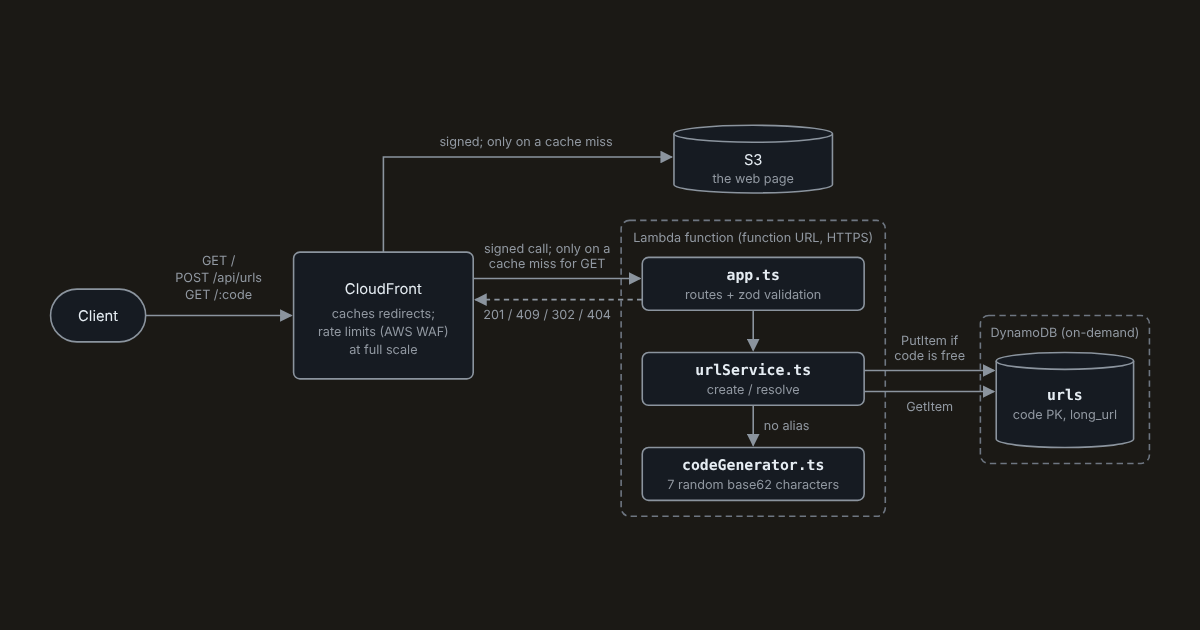 signed; only on a cache miss
S3
the web page
GET /
POST /api/urls
GET /:code
Client
CloudFront
caches redirects;
rate limits (AWS WAF)
at full scale
signed call; only on a
cache miss for GET
201 / 409 / 302 / 404
Lambda function (function URL, HTTPS)
app.ts
routes + zod validation
urlService.ts
create / resolve
no alias
codeGenerator.ts
7 random base62 characters
PutItem if
code is free
GetItem
DynamoDB (on-demand)
urls
code PK, long_url